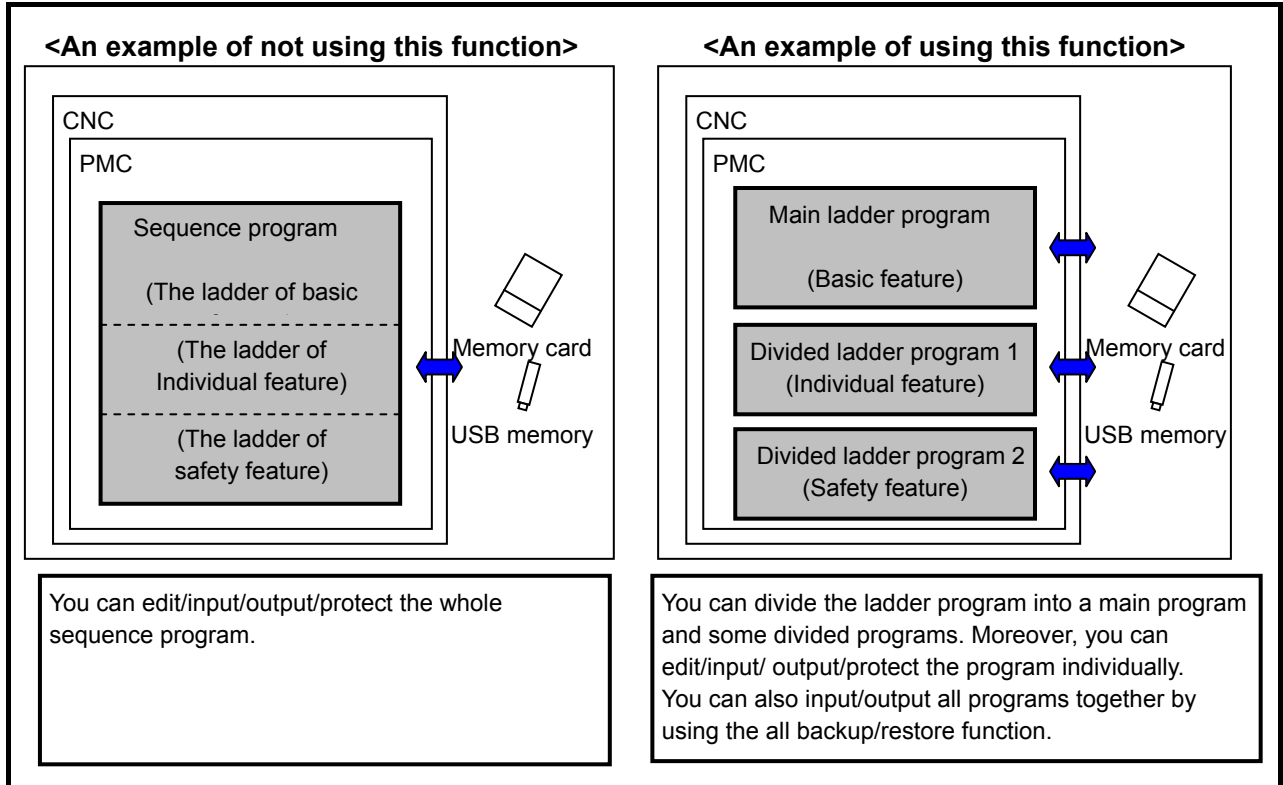 <An example of not using this function>
CNC
PMC
Sequence program
(The ladder of basic
(The ladder of
Individual feature)
(The ladder of
safety feature)
Memory card
USB memory
You can edit/input/output/protect the whole
sequence program.
<An example of using this function>
CNC
PMC
Main ladder program
(Basic feature)
Divided ladder program 1
(Individual feature)
Divided ladder program 2
(Safety feature)
Memory card
USB memory
You can divide the ladder program into a main program
and some divided programs. Moreover, you can
edit/input/ output/protect the program individually.
You can also input/output all programs together by
using the all backup/restore function.